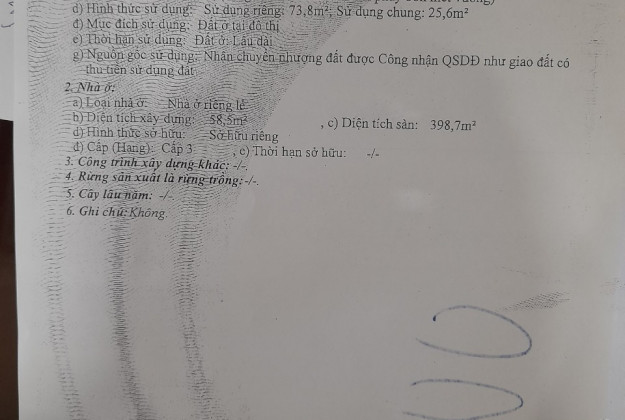 d) Hình thức sử dụng: Sử dụng riêng: 73,8m²; Sử dụng chung: 25,6m²
đ) Mục đích sử dụng: Đất ở tại đô thị
e) Thời hạn sử dụng: Đất ở: Lâu dài
g) Nguồn gốc sử dụng: Nhận chuyển nhượng đất được Công nhận QSDĐ như giao đất có
thu tiền sử dụng đất
2. Nhà ở:
a) Loại nhà ở: Nhà ở riêng lẻ
b) Diện tích xây dựng: 58,5m² , c) Diện tích sàn: 398,7m²
d) Hình thức sở hữu: Sở hữu riêng
đ) Cấp (Hạng): Cấp 3 , e) Thời hạn sở hữu: -/-
3. Công trình xây dựng khác: -/-.
4. Rừng sản xuất là rừng trồng: -/-.
5. Cây lâu năm: -/-.
6. Ghi chú: Không.